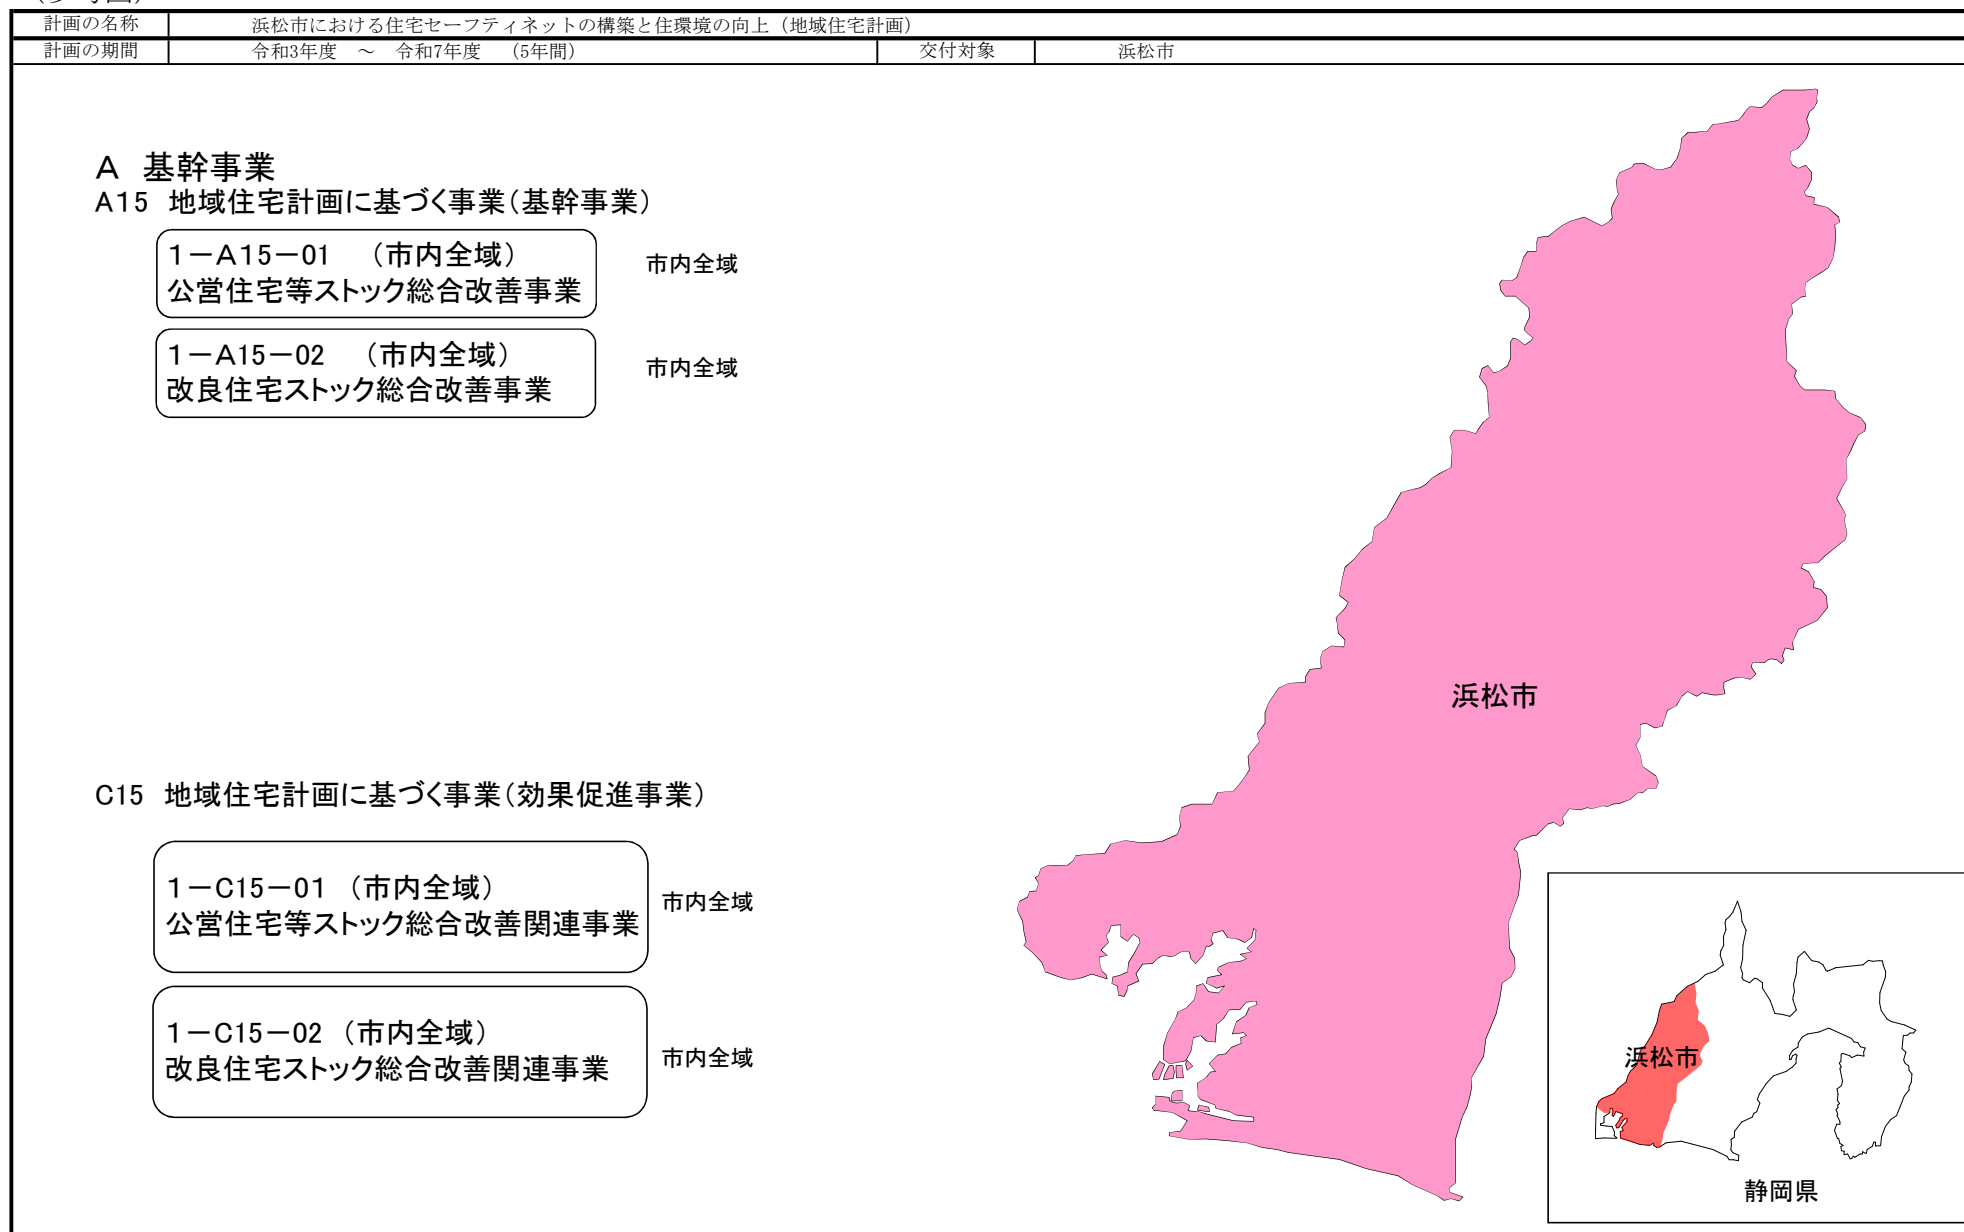 計画の名称 浜松市における住宅セーフティネットの構築と住環境の向上（地域住宅計画）
計画の期間 令和3年度 ～ 令和7年度 （5年間） 交付対象 浜松市
A 基幹事業
A15 地域住宅計画に基づく事業（基幹事業）
1－A15－01 （市内全域）
公営住宅等ストック総合改善事業
市内全域
1－A15－02 （市内全域）
改良住宅ストック総合改善事業
市内全域
浜松市
C15 地域住宅計画に基づく事業（効果促進事業）
1－C15－01 （市内全域）
公営住宅等ストック総合改善関連事業
市内全域
1－C15－02 （市内全域）
改良住宅ストック総合改善関連事業
市内全域
浜松市
静岡県